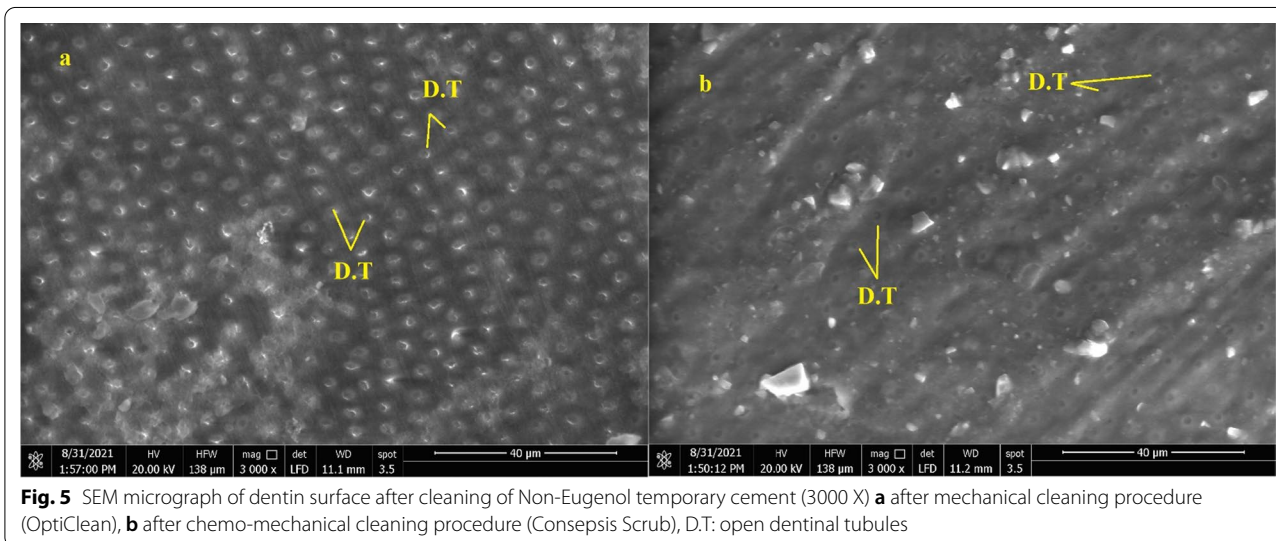 a
D.T
D.T
8/31/2021 HV HFW mag det WD spot 40 µm
1:57:00 PM 20.00 kV 138 µm 3 000 x LFD 11.1 mm 3.5
b
D.T
D.T
8/31/2021 HV HFW mag det WD spot 40 µm
1:50:12 PM 20.00 kV 138 µm 3 000 x LFD 11.2 mm 3.5
Fig. 5 SEM micrograph of dentin surface after cleaning of Non-Eugenol temporary cement (3000 X) a after mechanical cleaning procedure
(OptiClean), b after chemo-mechanical cleaning procedure (Consepsis Scrub), D.T: open dentinal tubules